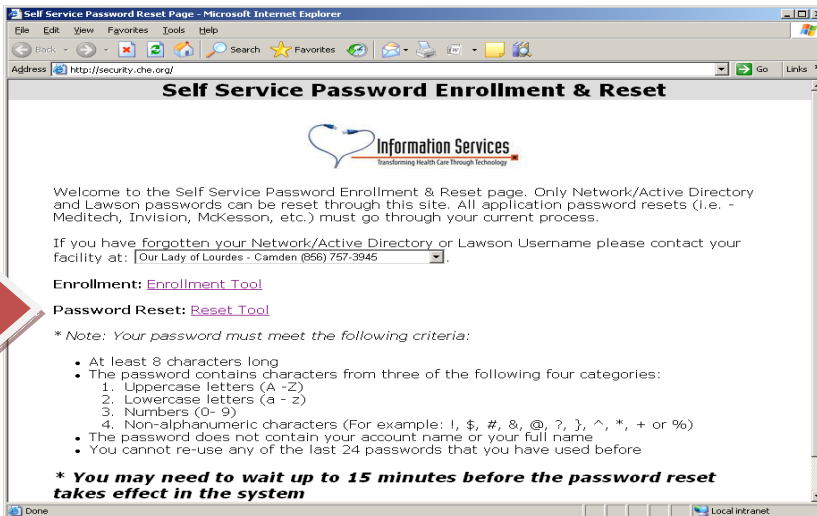 Self Service Password Reset Page - Microsoft Internet Explorer
File Edit View Favorites Tools Help
Back Search Favorites
Address http://security.che.org/ Go Links
Self Service Password Enrollment & Reset
Information Services
Transforming Health Care Through Technology
Welcome to the Self Service Password Enrollment & Reset page. Only Network/Active Directory
and Lawson passwords can be reset through this site. All application password resets (i.e. -
Meditech, Invision, McKesson, etc.) must go through your current process.
If you have forgotten your Network/Active Directory or Lawson Username please contact your
facility at: Our Lady of Lourdes - Camden (856) 757-3945 .
Enrollment: Enrollment Tool
Password Reset: Reset Tool
* Note: Your password must meet the following criteria:
• At least 8 characters long
• The password contains characters from three of the following four categories:
1. Uppercase letters (A -Z)
2. Lowercase letters (a - z)
3. Numbers (0- 9)
4. Non-alphanumeric characters (For example: !, $, #, &, @, ?, }, ^, *, + or %)
• The password does not contain your account name or your full name
• You cannot re-use any of the last 24 passwords that you have used before
* You may need to wait up to 15 minutes before the password reset
takes effect in the system
Done Local intranet